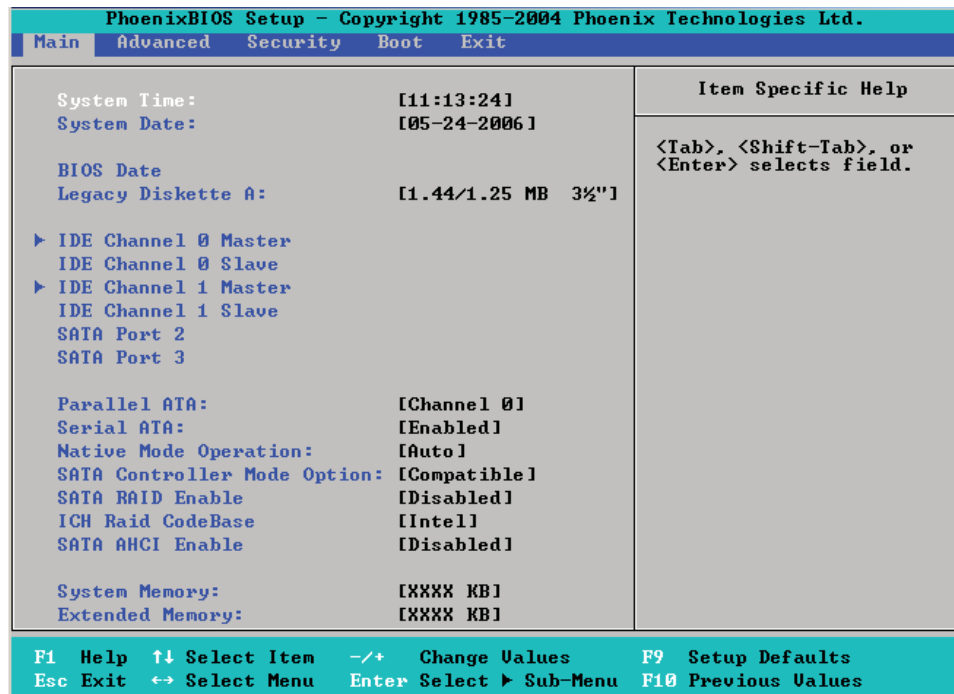 PhoenixBIOS Setup – Copyright 1985–2004 Phoenix Technologies Ltd.
Main Advanced Security Boot Exit
System Time: [11:13:24]
System Date: [05-24-2006]
BIOS Date
Legacy Diskette A: [1.44/1.25 MB 3½"]
▶ IDE Channel 0 Master
IDE Channel 0 Slave
▶ IDE Channel 1 Master
IDE Channel 1 Slave
SATA Port 2
SATA Port 3
Parallel ATA: [Channel 0]
Serial ATA: [Enabled]
Native Mode Operation: [Auto]
SATA Controller Mode Option: [Compatible]
SATA RAID Enable [Disabled]
ICH Raid CodeBase [Intel]
SATA AHCI Enable [Disabled]
System Memory: [XXXX KB]
Extended Memory: [XXXX KB]
Item Specific Help
<Tab>, <Shift-Tab>, or
<Enter> selects field.
F1 Help ↑↓ Select Item -/+ Change Values F9 Setup Defaults
Esc Exit ↔ Select Menu Enter Select ▶ Sub-Menu F10 Previous Values